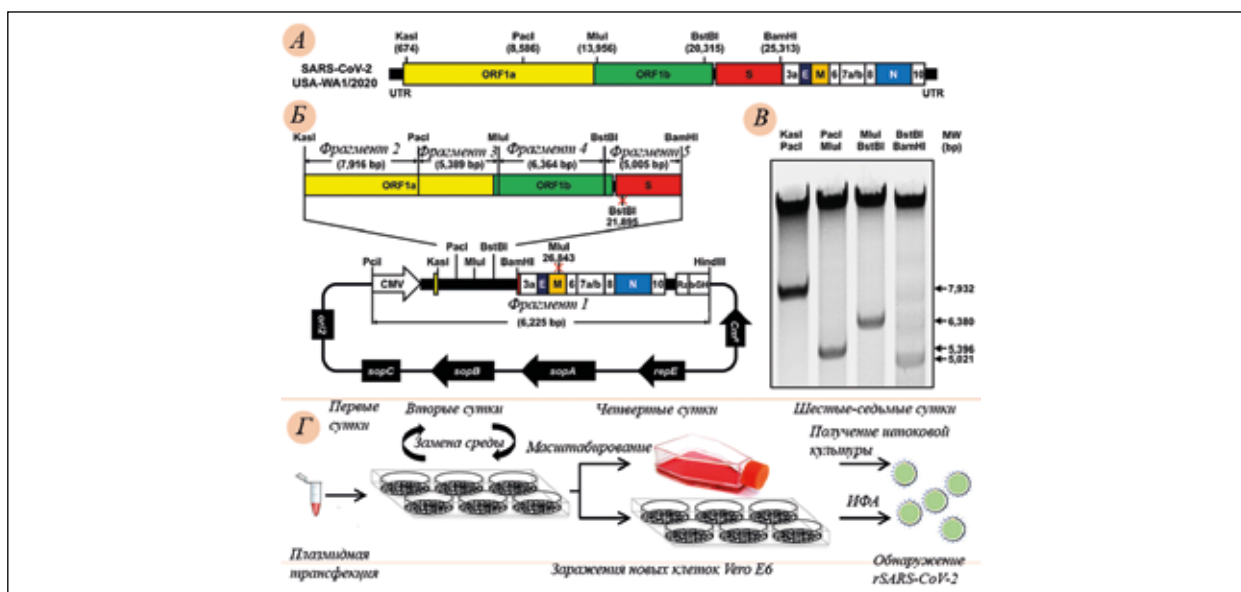 А
KasI PacI MluI BstBI BamHI
(674) (8,586) (13,956) (20,315) (25,313)
SARS-CoV-2
USA-WA1/2020
ORF1a ORF1b S 3a E M 6 7a/b 8 N 10
UTR UTR
Б
KasI PacI MluI BstBI BamHI
Фрагмент 2 Фрагмент 3 Фрагмент 4 Фрагмент 5
(7,916 bp) (5,389 bp) (6,364 bp) (5,005 bp)
ORF1a ORF1b S
BstBI
21,895
PciI KasI PacI MluI BstBI BamHI MluI HindIII
26,843
CMV 3a E M 6 7a/b 8 N 10 Rz bGH
Фрагмент 1
(6,225 bp)
ori2 sopC sopB sopA repE CmR
В
KasI PacI MluI BstBI MW
PacI MluI BstBI BamHI (bp)
7,932
6,380
5,396
5,021
Г
Первые сутки
Вторые сутки
Четвертые сутки
Шестые-седьмые сутки
Замена среды
Масштабирование
Получение штоковой
культуры
ИФА
Плазмидная
трансфекция
Заражения новых клеток Vero E6
Обнаружение
rSARS-CoV-2